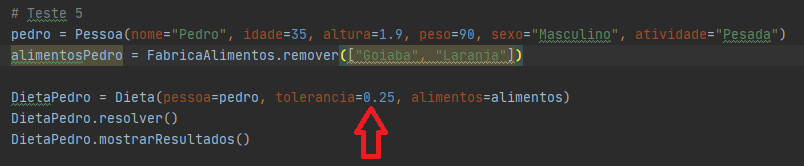 # Teste 5
pedro = Pessoa(nome="Pedro", idade=35, altura=1.9, peso=90, sexo="Masculino", atividade="Pesada")
alimentosPedro = FabricaAlimentos.remover(["Goiaba", "Laranja"])
DietaPedro = Dieta(pessoa=pedro, tolerancia=0.25, alimentos=alimentos)
DietaPedro.resolver()
DietaPedro.mostrarResultados()